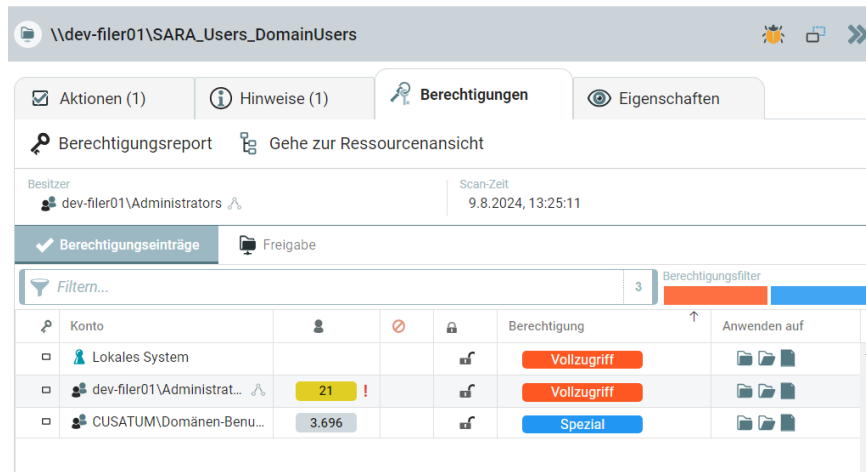 \\dev-filer01\SARA_Users_DomainUsers
Aktionen (1)
Hinweise (1)
Berechtigungen
Eigenschaften
Berechtigungsreport
Gehe zur Ressourcenansicht
Besitzer
dev-filer01\Administrators
Scan-Zeit
9.8.2024, 13:25:11
Berechtigungseinträge
Freigabe
Filtern...
3
Berechtigungsfilter
Konto
Berechtigung
Anwenden auf
Lokales System
Vollzugriff
dev-filer01\Administrat...
21 !
Vollzugriff
CUSATUM\Domänen-Benu...
3.696
Spezial